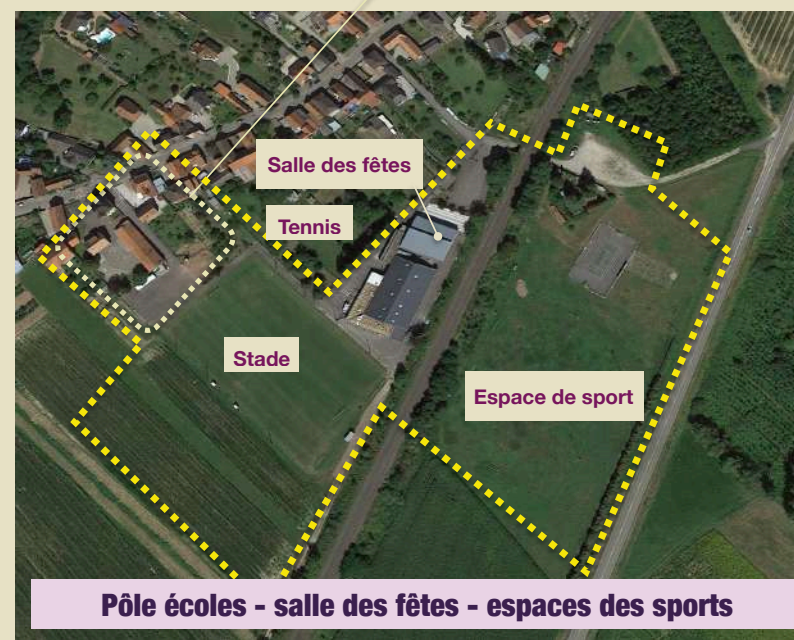 Salle des fêtes
Tennis
Stade
Espace de sport
Pôle écoles - salle des fêtes - espaces des sports